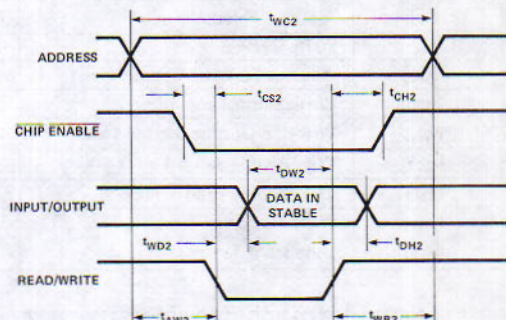 tWC2
ADDRESS
tCS2
tCH2
CHIP ENABLE
tDW2
INPUT/OUTPUT
DATA IN
STABLE
tWD2
tDH2
READ/WRITE